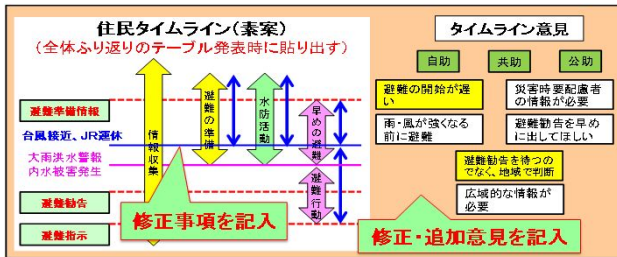 住民タイムライン（素案）
（全体ふり返りのテーブル発表時に貼り出す）
避難準備情報
台風接近、JR運休
大雨洪水警報
内水被害発生
避難勧告
避難指示
情報収集
避難の準備
水防活動
早めの避難
避難行動
修正事項を記入
タイムライン意見
自助
共助
公助
避難の開始が遅
い
災害時要配慮者
の情報が必要
雨・風が強くなる
前に避難
避難勧告を早め
に出してほしい
避難勧告を待つの
でなく、地域で判断
広域的な情報が
必要
修正・追加意見を記入